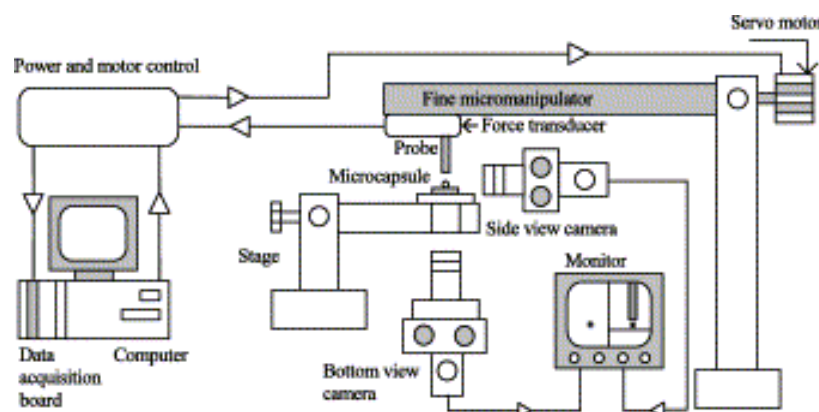 Servo motor
Power and motor control
Fine micromanipulator
Force transducer
Probe
Microcapsule
Side view camera
Stage
Monitor
Data
acquisition
board
Computer
Bottom view
camera